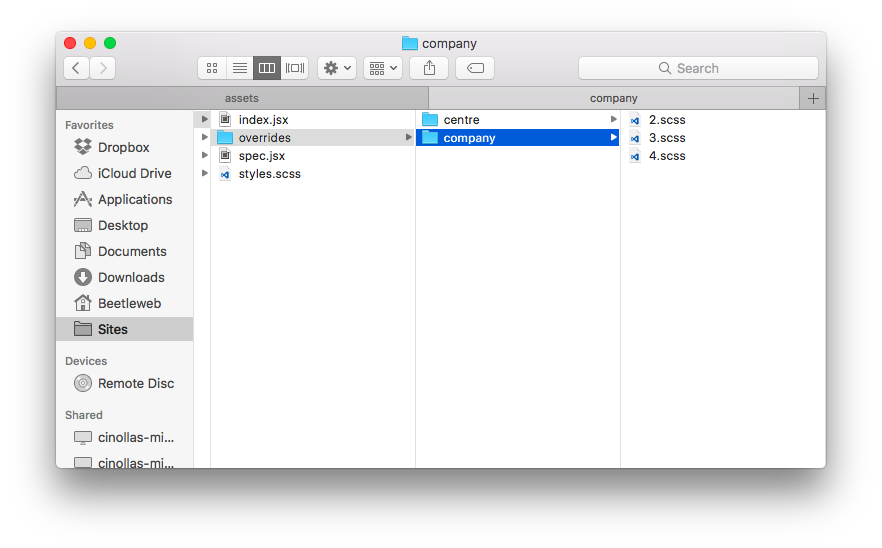 company
Search
assets
company
Favorites
Dropbox
iCloud Drive
Applications
Desktop
Documents
Downloads
Beetleweb
Sites
Devices
Remote Disc
Shared
cinollas-mi...
cinollas-mi...
index.jsx
overrides
spec.jsx
styles.scss
centre
company
2.scss
3.scss
4.scss